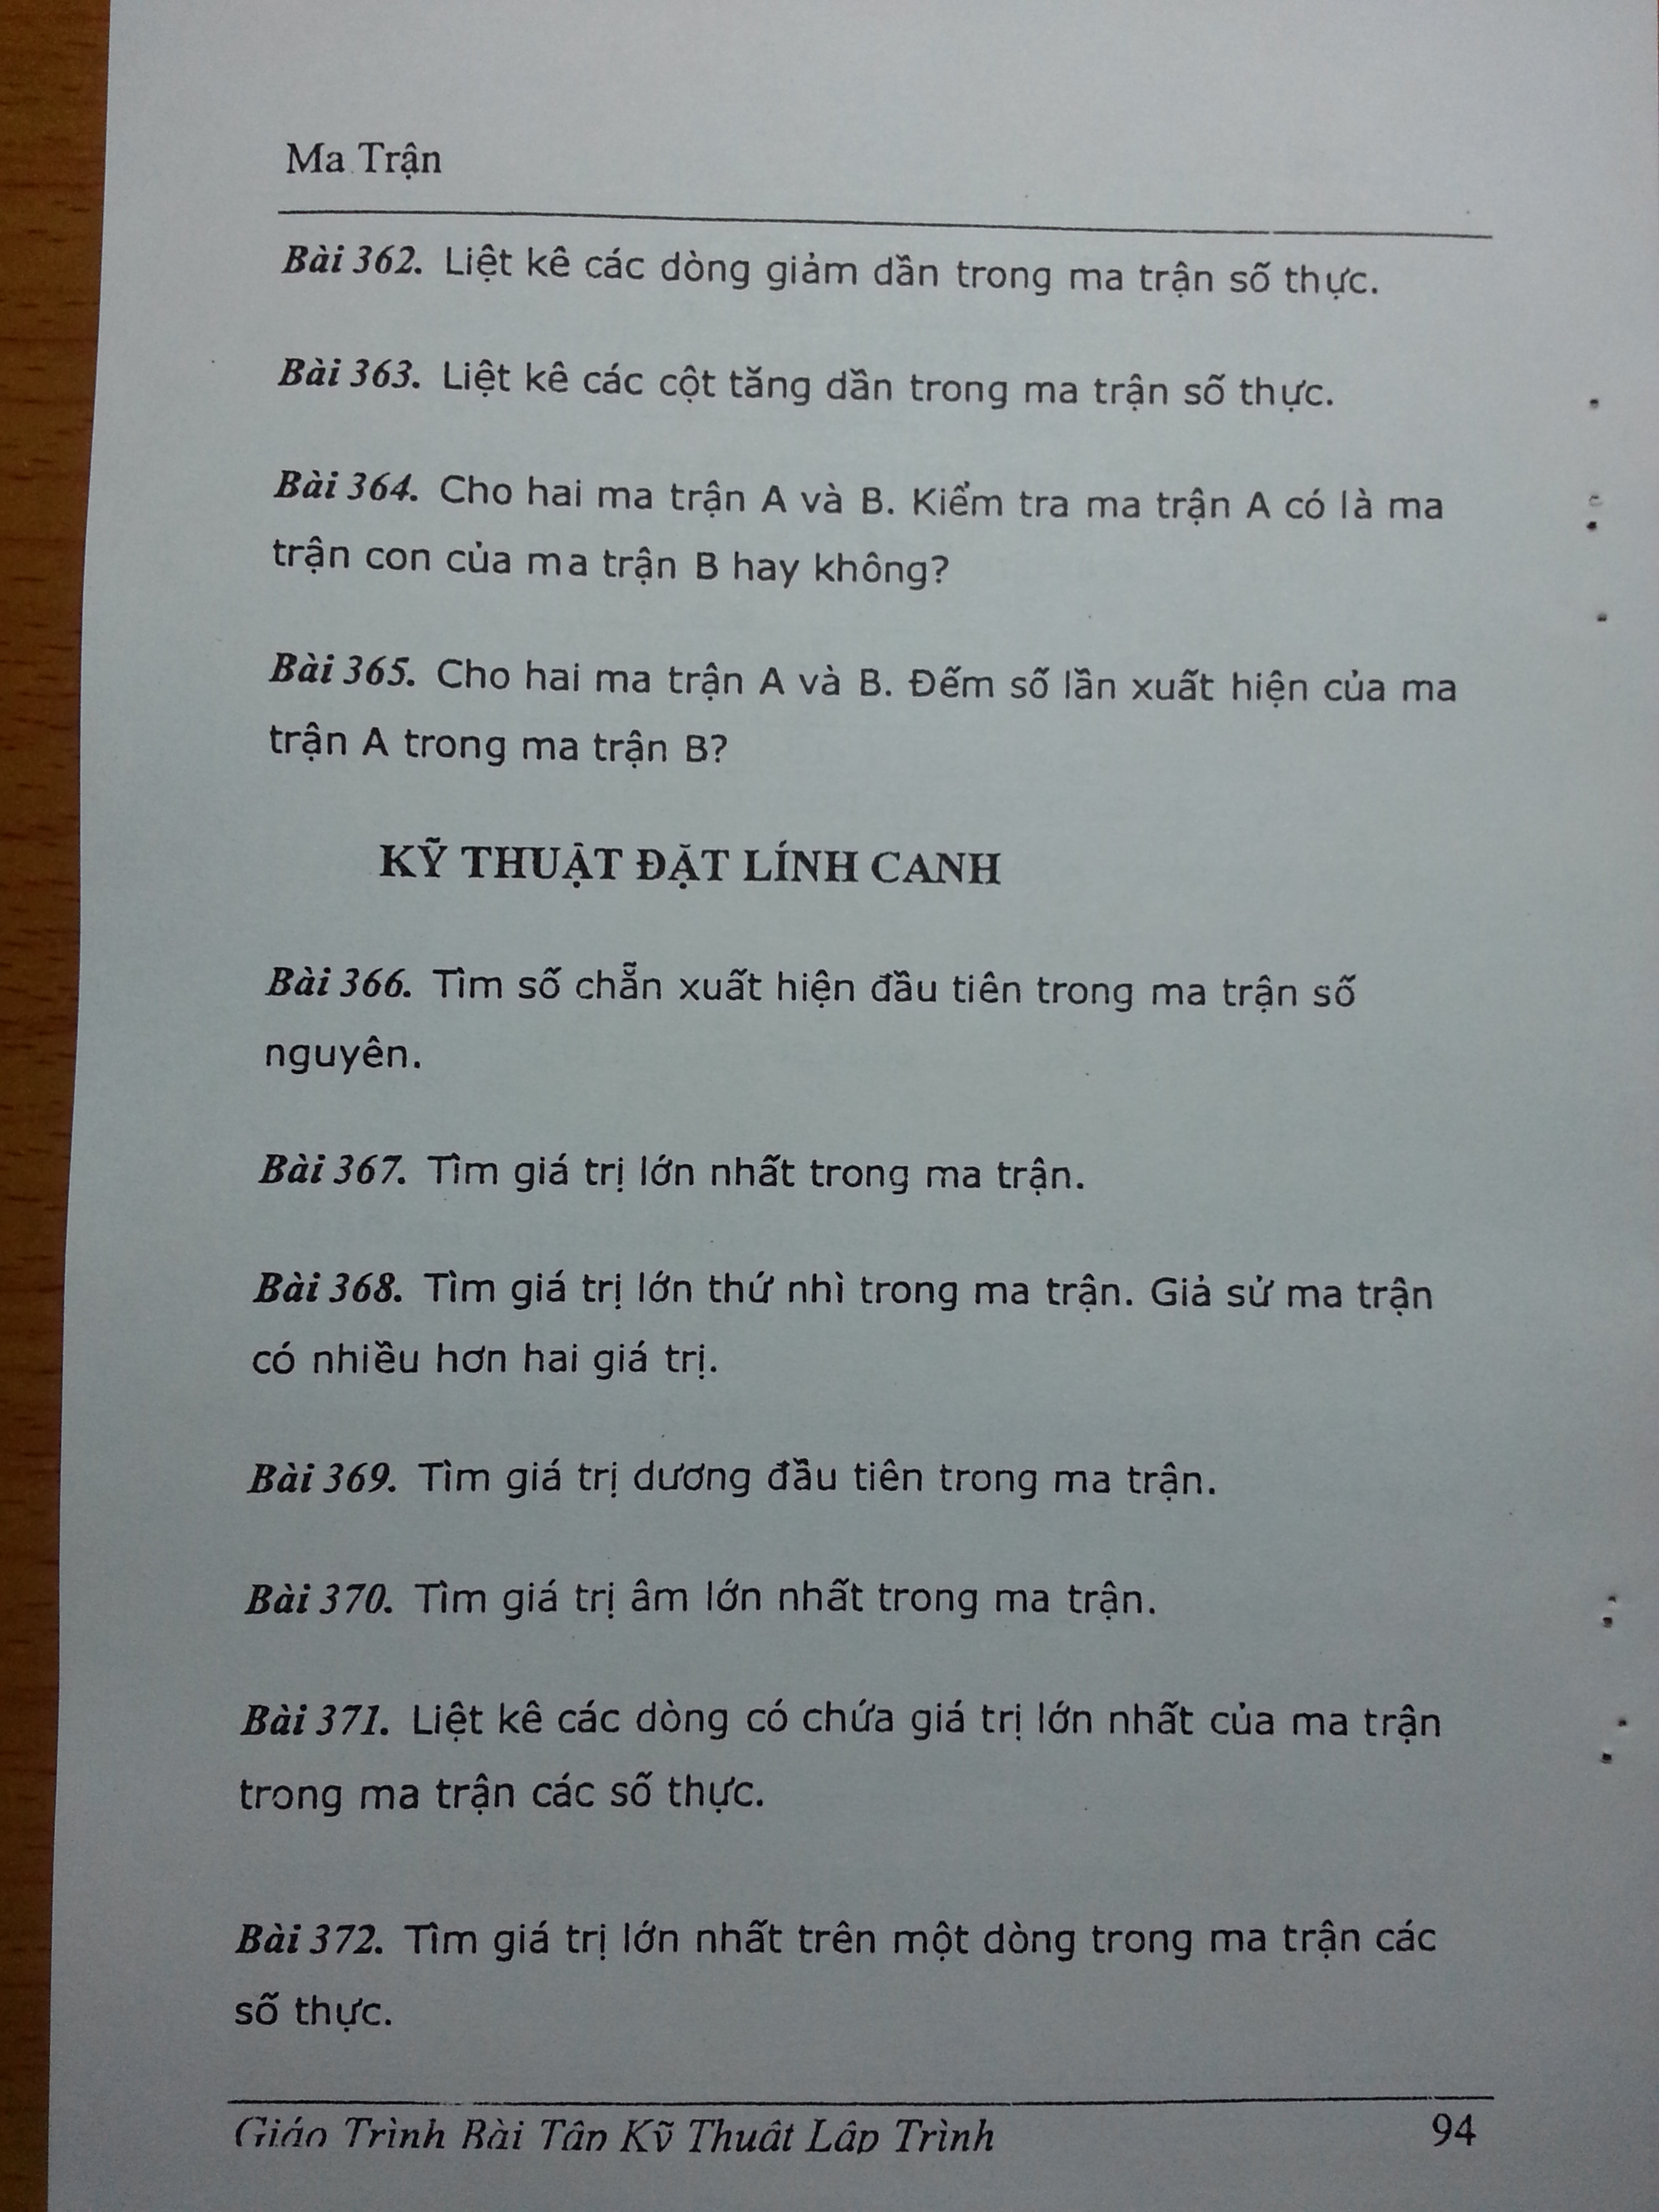 Ma Trận
Bài 362. Liệt kê các dòng giảm dần trong ma trận số thực.
Bài 363. Liệt kê các cột tăng dần trong ma trận số thực.
Bài 364. Cho hai ma trận A và B. Kiểm tra ma trận A có là ma
trận con của ma trận B hay không?
Bài 365. Cho hai ma trận A và B. Đếm số lần xuất hiện của ma
trận A trong ma trận B?
KỸ THUẬT ĐẶT LÍNH CANH
Bài 366. Tìm số chẵn xuất hiện đầu tiên trong ma trận số
nguyên.
Bài 367. Tìm giá trị lớn nhất trong ma trận.
Bài 368. Tìm giá trị lớn thứ nhì trong ma trận. Giả sử ma trận
có nhiều hơn hai giá trị.
Bài 369. Tìm giá trị dương đầu tiên trong ma trận.
Bài 370. Tìm giá trị âm lớn nhất trong ma trận.
Bài 371. Liệt kê các dòng có chứa giá trị lớn nhất của ma trận
trong ma trận các số thực.
Bài 372. Tìm giá trị lớn nhất trên một dòng trong ma trận các
số thực.
Giáo Trình Bài Tập Kỹ Thuật Lập Trình 94